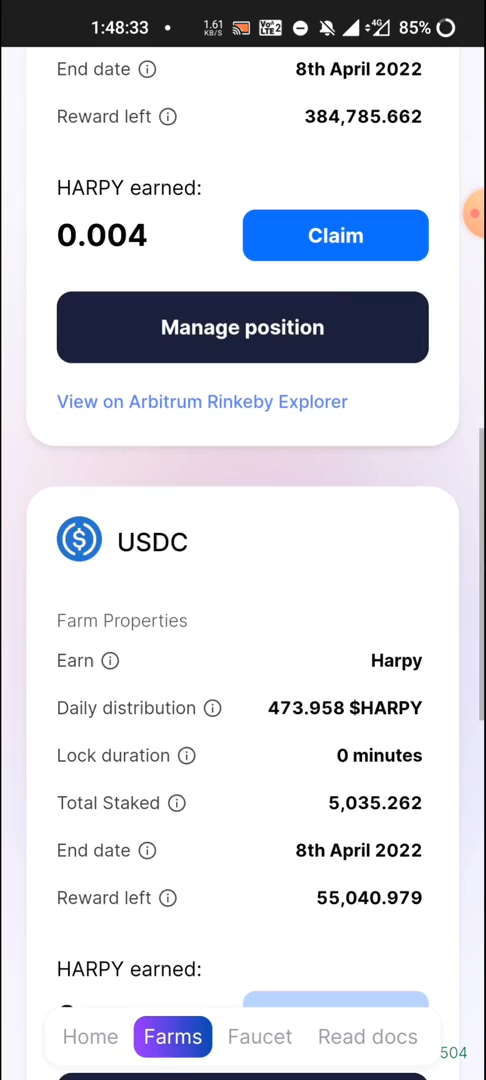 1:48:33 1.61 KB/S Vo LTE2 4G 85%
End date 8th April 2022
Reward left 384,785.662
HARPY earned:
0.004 Claim
Manage position
View on Arbitrum Rinkeby Explorer
USDC
Farm Properties
Earn Harpy
Daily distribution 473.958 $HARPY
Lock duration 0 minutes
Total Staked 5,035.262
End date 8th April 2022
Reward left 55,040.979
HARPY earned:
Home Farms Faucet Read docs
504